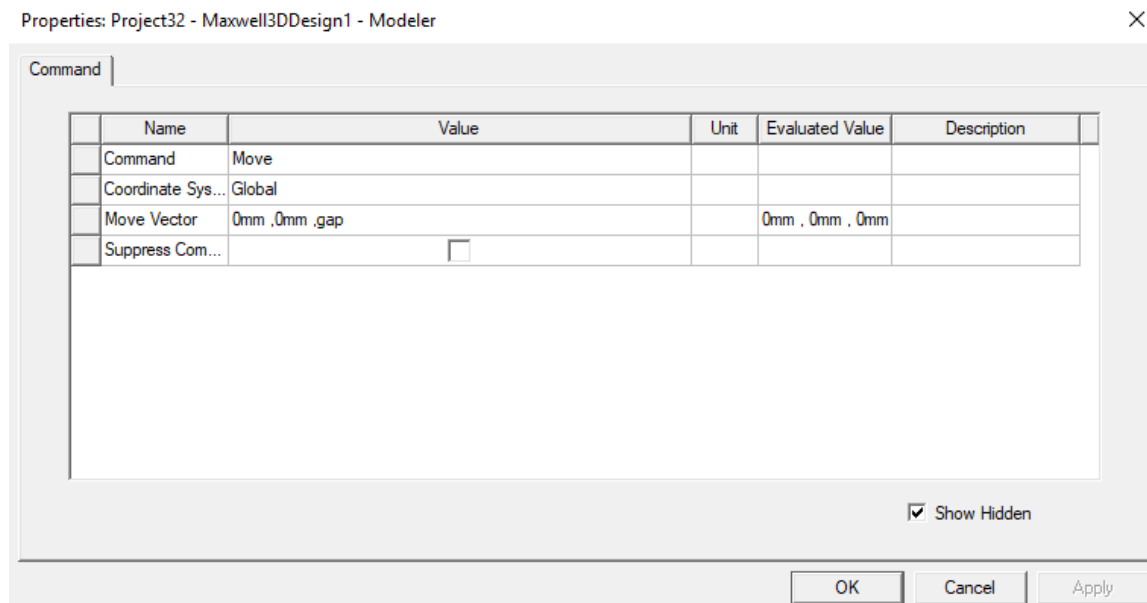 Properties: Project32 - Maxwell3DDesign1 - Modeler
Command
Name Value Unit Evaluated Value Description
Command Move
Coordinate Sys... Global
Move Vector 0mm ,0mm ,gap 0mm , 0mm , 0mm
Suppress Com...
Show Hidden
OK Cancel Apply